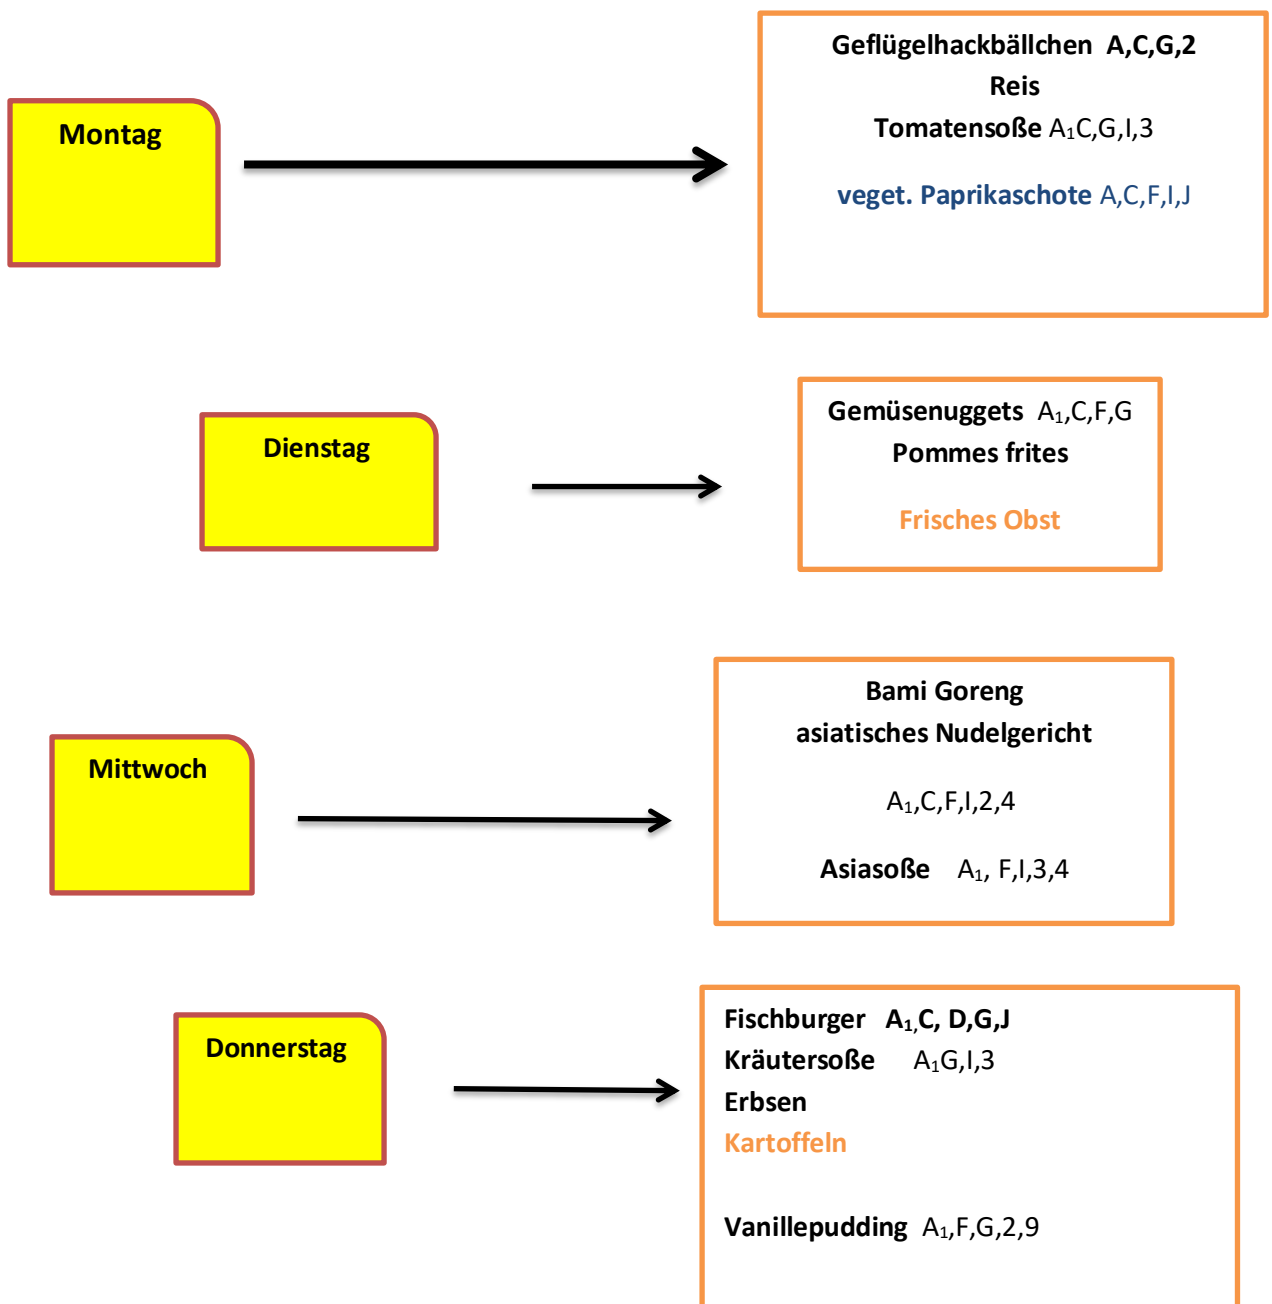 Montag
Geflügelhackbällchen A,C,G,2
Reis
Tomatensoße A₁C,G,I,3
veget. Paprikaschote A,C,F,I,J
Dienstag
Gemüsenuggets A₁,C,F,G
Pommes frites
Frisches Obst
Mittwoch
Bami Goreng
asiatisches Nudelgericht
A₁,C,F,I,2,4
Asiasoße A₁, F,I,3,4
Donnerstag
Fischburger A₁,C, D,G,J
Kräutersoße A₁G,I,3
Erbsen
Kartoffeln
Vanillepudding A₁,F,G,2,9